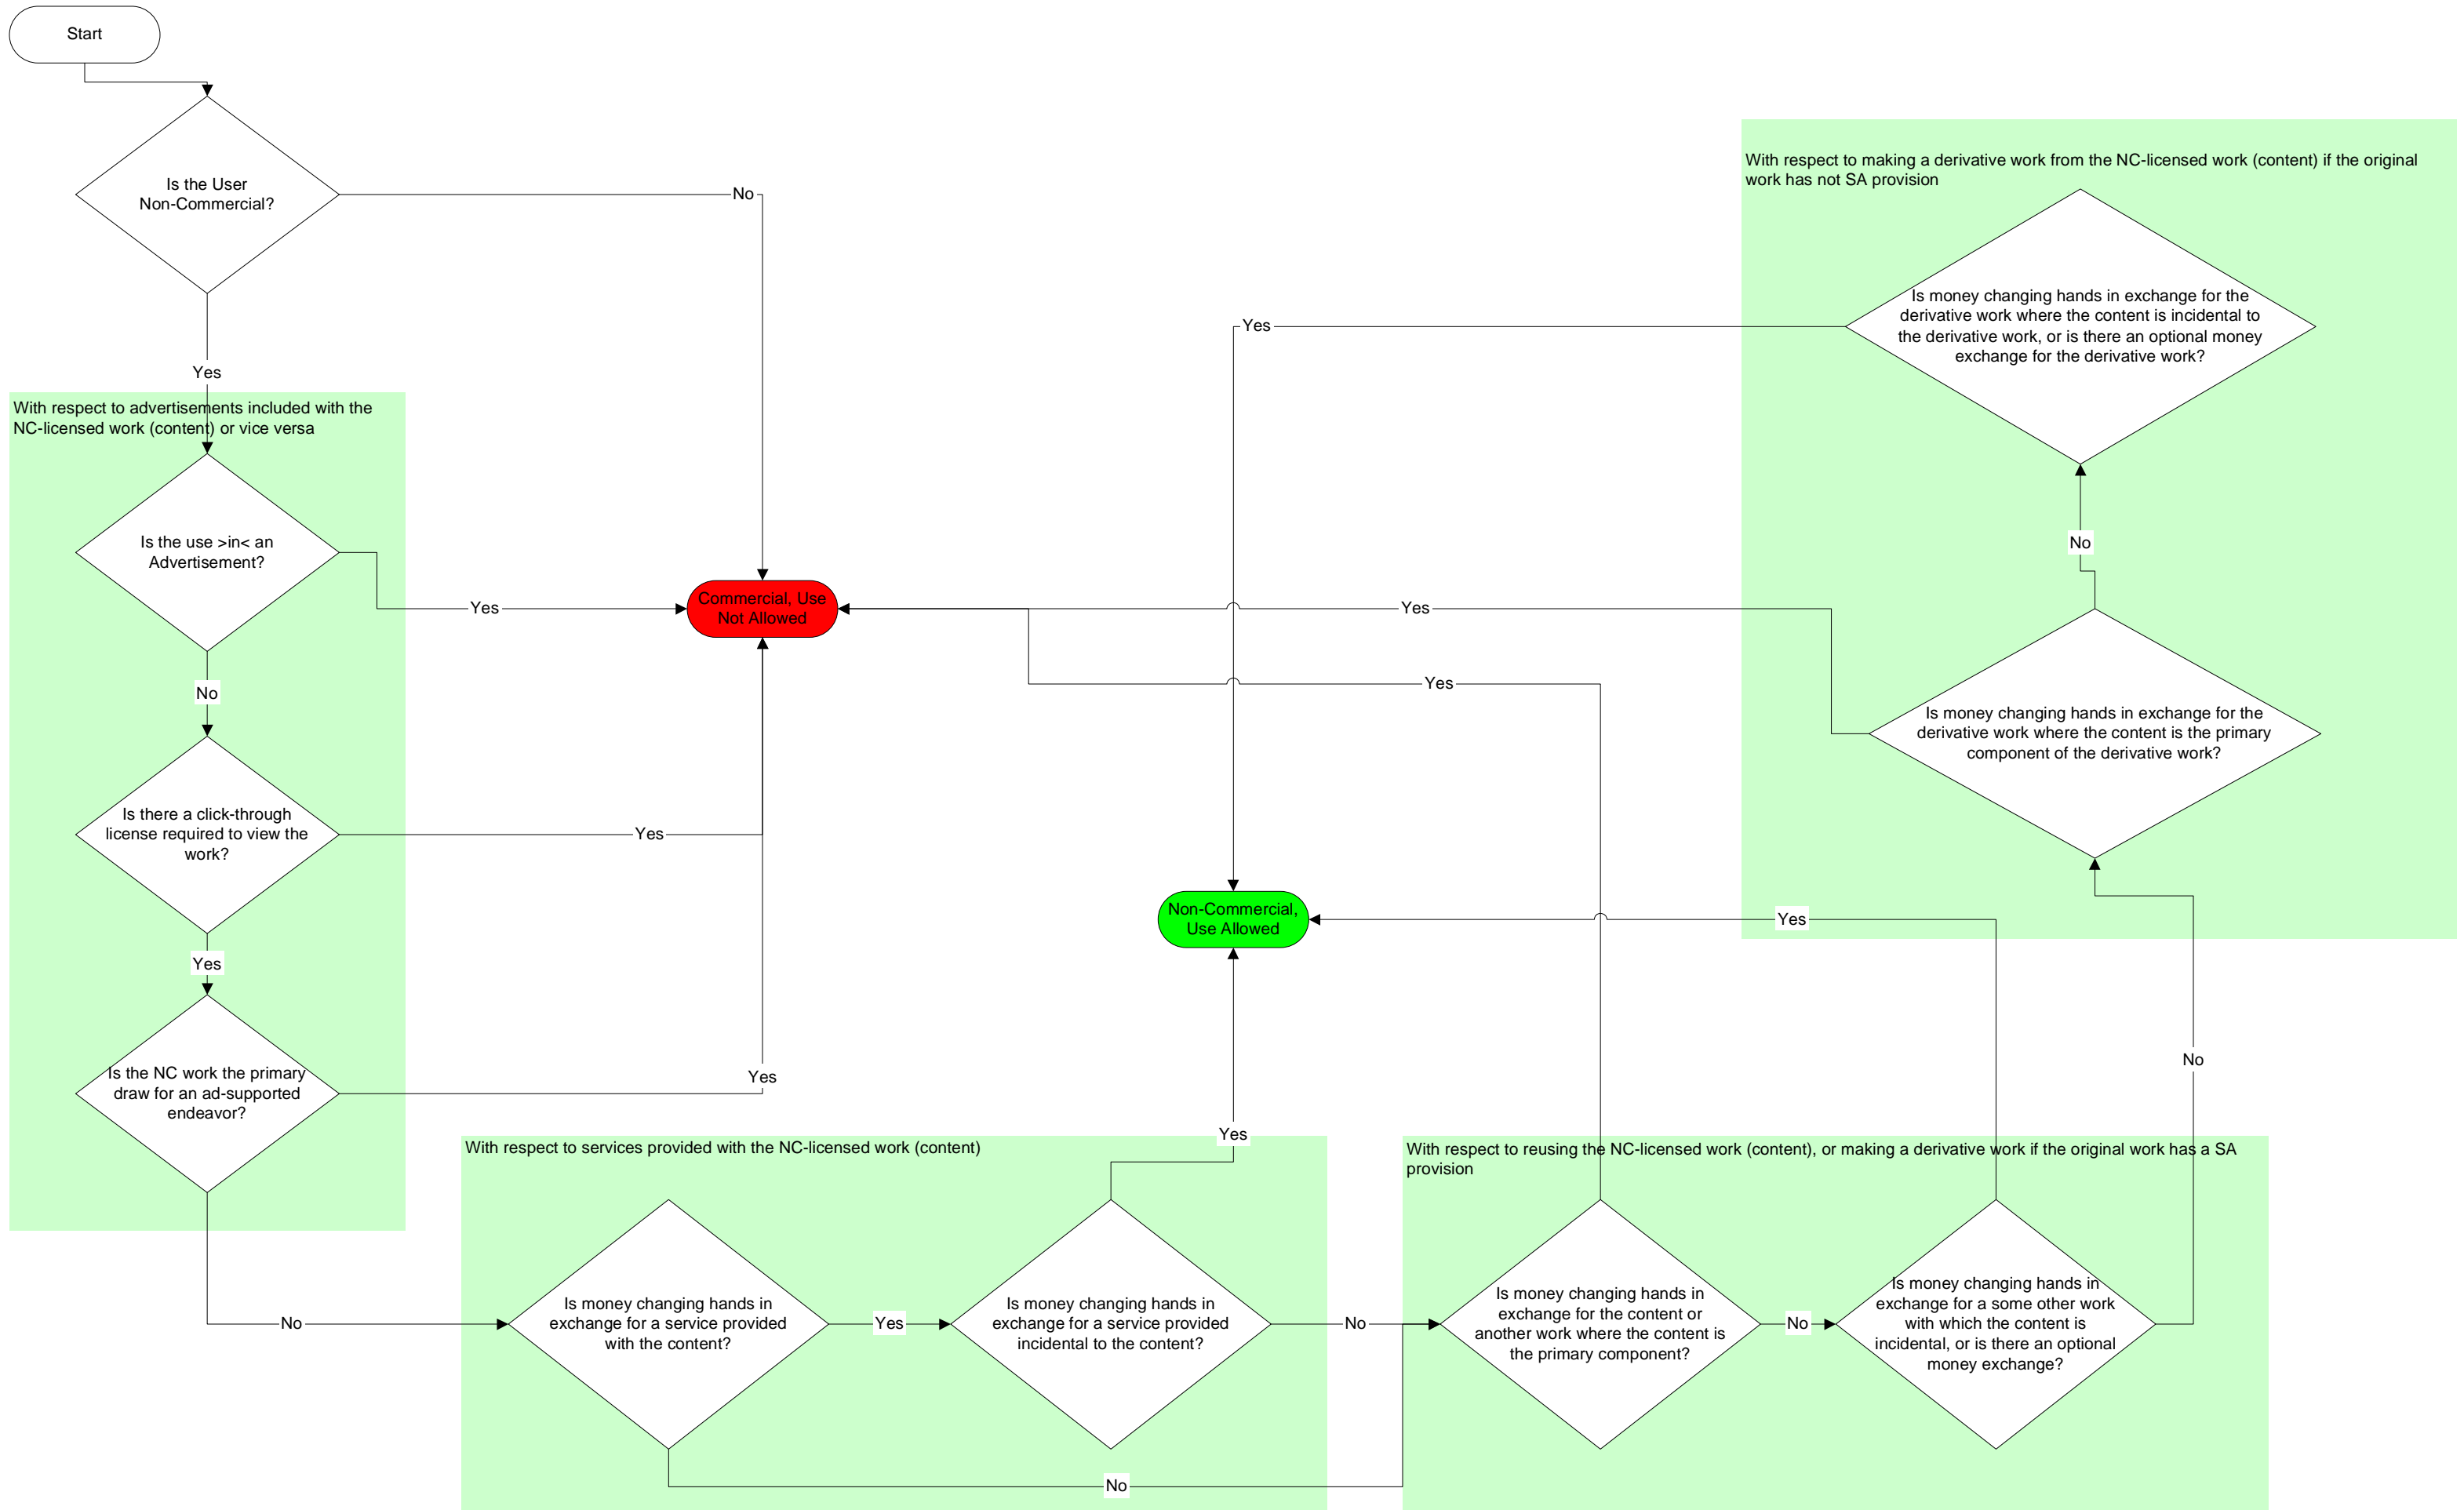 Start
Is the User
Non-Commercial?
No
Yes
With respect to advertisements included with the
NC-licensed work (content) or vice versa
Is the use >in< an
Advertisement?
Yes
No
Is there a click-through
license required to view the
work?
Yes
Yes
Is the NC work the primary
draw for an ad-supported
endeavor?
Yes
No
Commercial, Use
Not Allowed
With respect to services provided with the NC-licensed work (content)
Is money changing hands in
exchange for a service provided
with the content?
Yes
No
Is money changing hands in
exchange for a service provided
incidental to the content?
Yes
No
Non-Commercial,
Use Allowed
With respect to reusing the NC-licensed work (content), or making a derivative work if the original work has a SA
provision
Is money changing hands in
exchange for the content or
another work where the content is
the primary component?
Yes
No
Is money changing hands in
exchange for a some other work
with which the content is
incidental, or is there an optional
money exchange?
Yes
No
With respect to making a derivative work from the NC-licensed work (content) if the original
work has not SA provision
Is money changing hands in exchange for the
derivative work where the content is the primary
component of the derivative work?
Yes
No
Is money changing hands in exchange for the
derivative work where the content is incidental to
the derivative work, or is there an optional money
exchange for the derivative work?
Yes